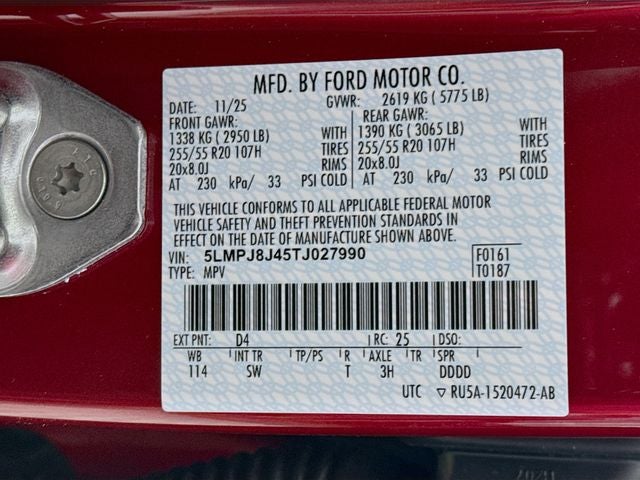 MFD. BY FORD MOTOR CO.
DATE: 11/25 GVWR: 2619 KG ( 5775 LB)
FRONT GAWR: REAR GAWR:
1338 KG ( 2950 LB) WITH 1390 KG ( 3065 LB) WITH
255/55 R20 107H TIRES 255/55 R20 107H TIRES
20x8.0J RIMS 20x8.0J RIMS
AT 230 kPa/ 33 PSI COLD AT 230 kPa/ 33 PSI COLD
THIS VEHICLE CONFORMS TO ALL APPLICABLE FEDERAL MOTOR
VEHICLE SAFETY AND THEFT PREVENTION STANDARDS IN
EFFECT ON THE DATE OF MANUFACTURE SHOWN ABOVE.
VIN: 5LMPJ8J45TJ027990 F0161
TYPE: MPV T0187
EXT PNT: D4 RC: 25 DSO:
WB INT TR TP/PS R AXLE TR SPR
114 SW T 3H DDDD
UTC ▽ RU5A-1520472-AB